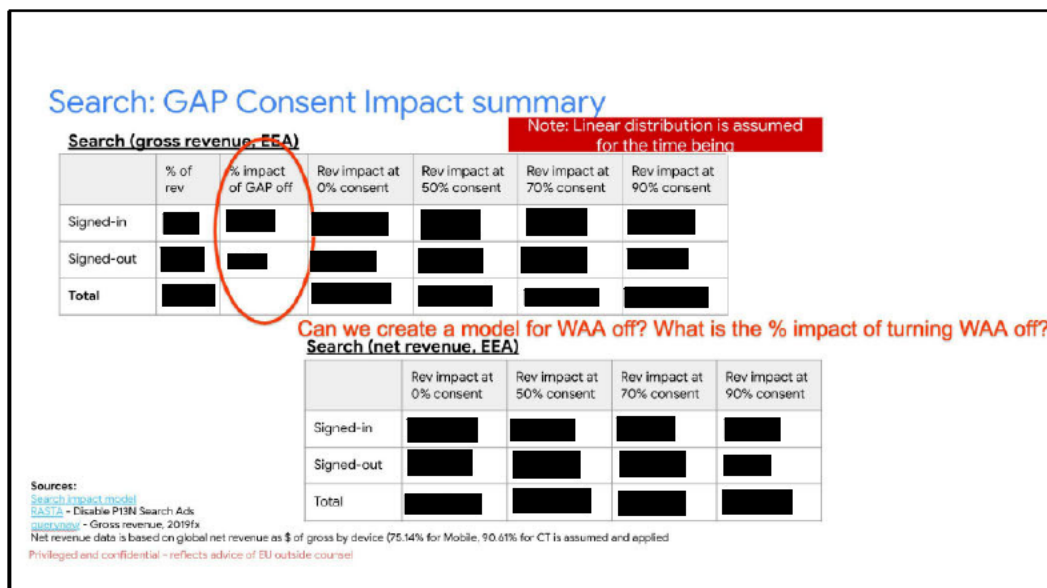 Search: GAP Consent Impact summary
Note: Linear distribution is assumed
for the time being
Search (gross revenue, EEA)
% of rev
% impact of GAP off
Rev impact at 0% consent
Rev impact at 50% consent
Rev impact at 70% consent
Rev impact at 90% consent
Signed-in
Signed-out
Total
Can we create a model for WAA off? What is the % impact of turning WAA off?
Search (net revenue, EEA)
Rev impact at 0% consent
Rev impact at 50% consent
Rev impact at 70% consent
Rev impact at 90% consent
Signed-in
Signed-out
Total
Sources:
Search impact model
RASTA - Disable P13N Search Ads
- Gross revenue, 2019fx
Net revenue data is based on global net revenue as $ of gross by device (75.14% for Mobile, 90.61% for CT is assumed and applied
Privileged and confidential - reflects advice of EU outside counsel